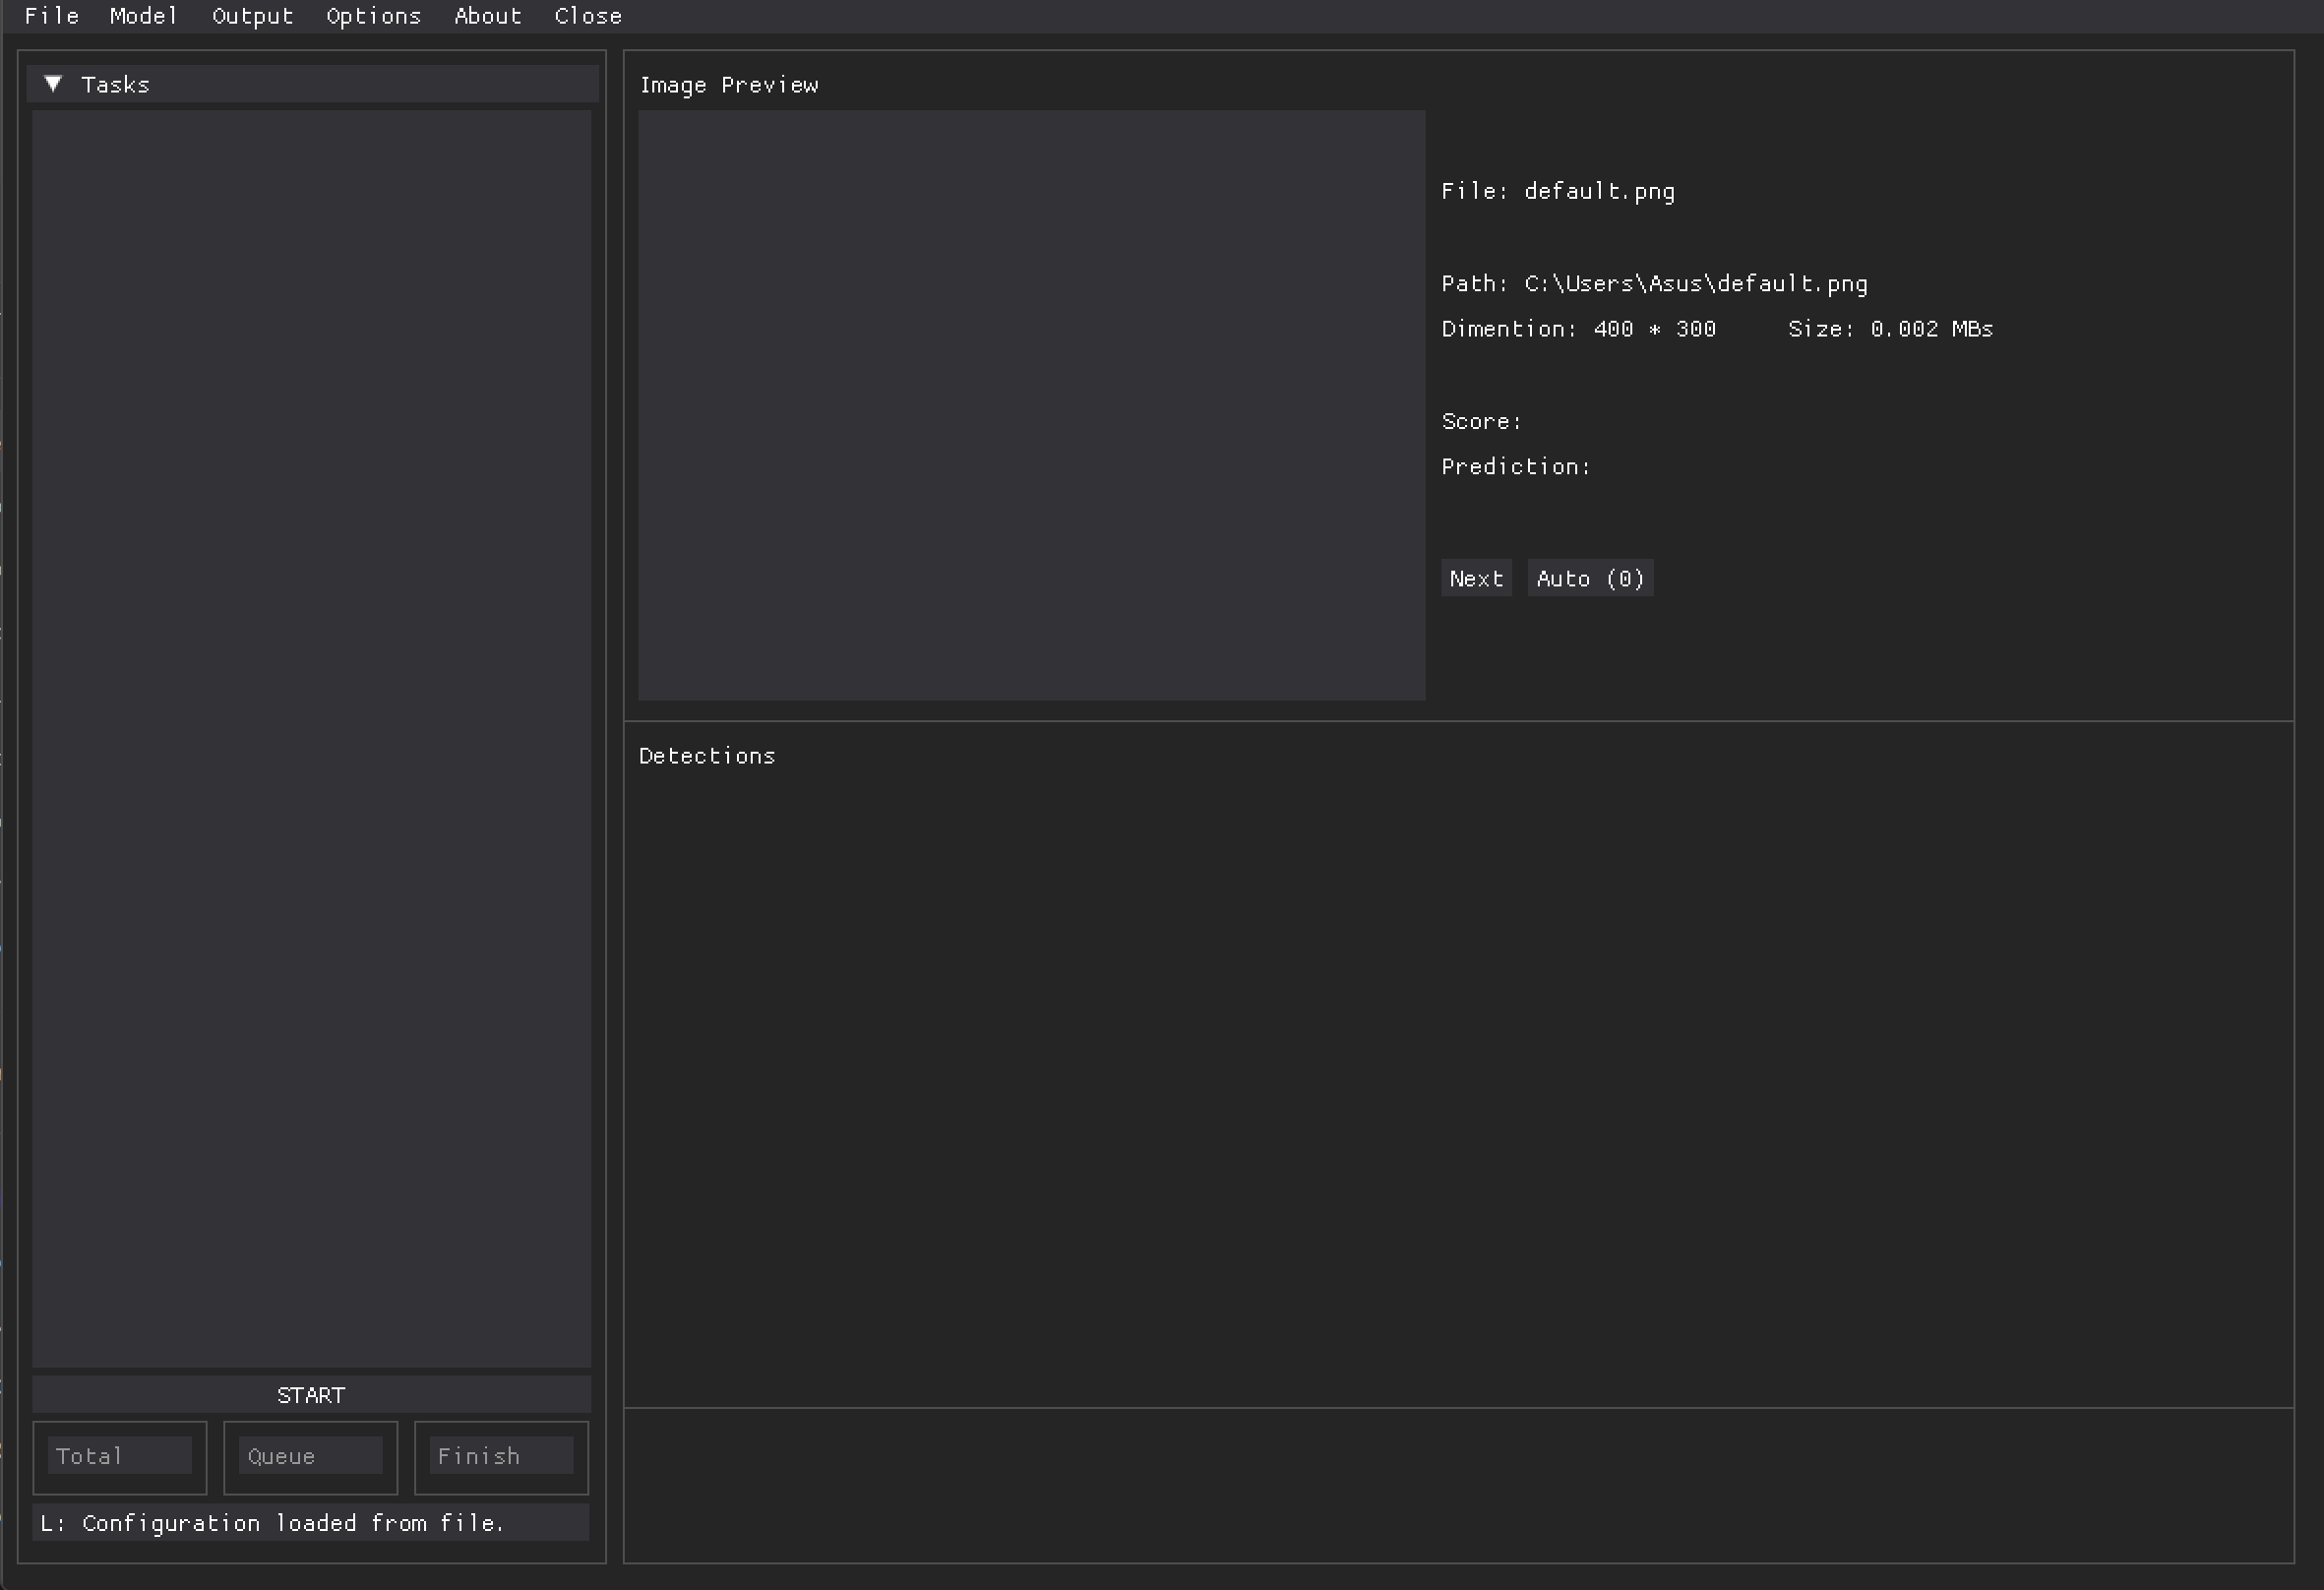 File Model Output Options About Close
Tasks
START
Total Queue Finish
L: Configuration loaded from file.
Image Preview
File: default.png
Path: C:\Users\Asus\default.png
Dimention: 400 * 300 Size: 0.002 MBs
Score:
Prediction:
Next Auto (0)
Detections